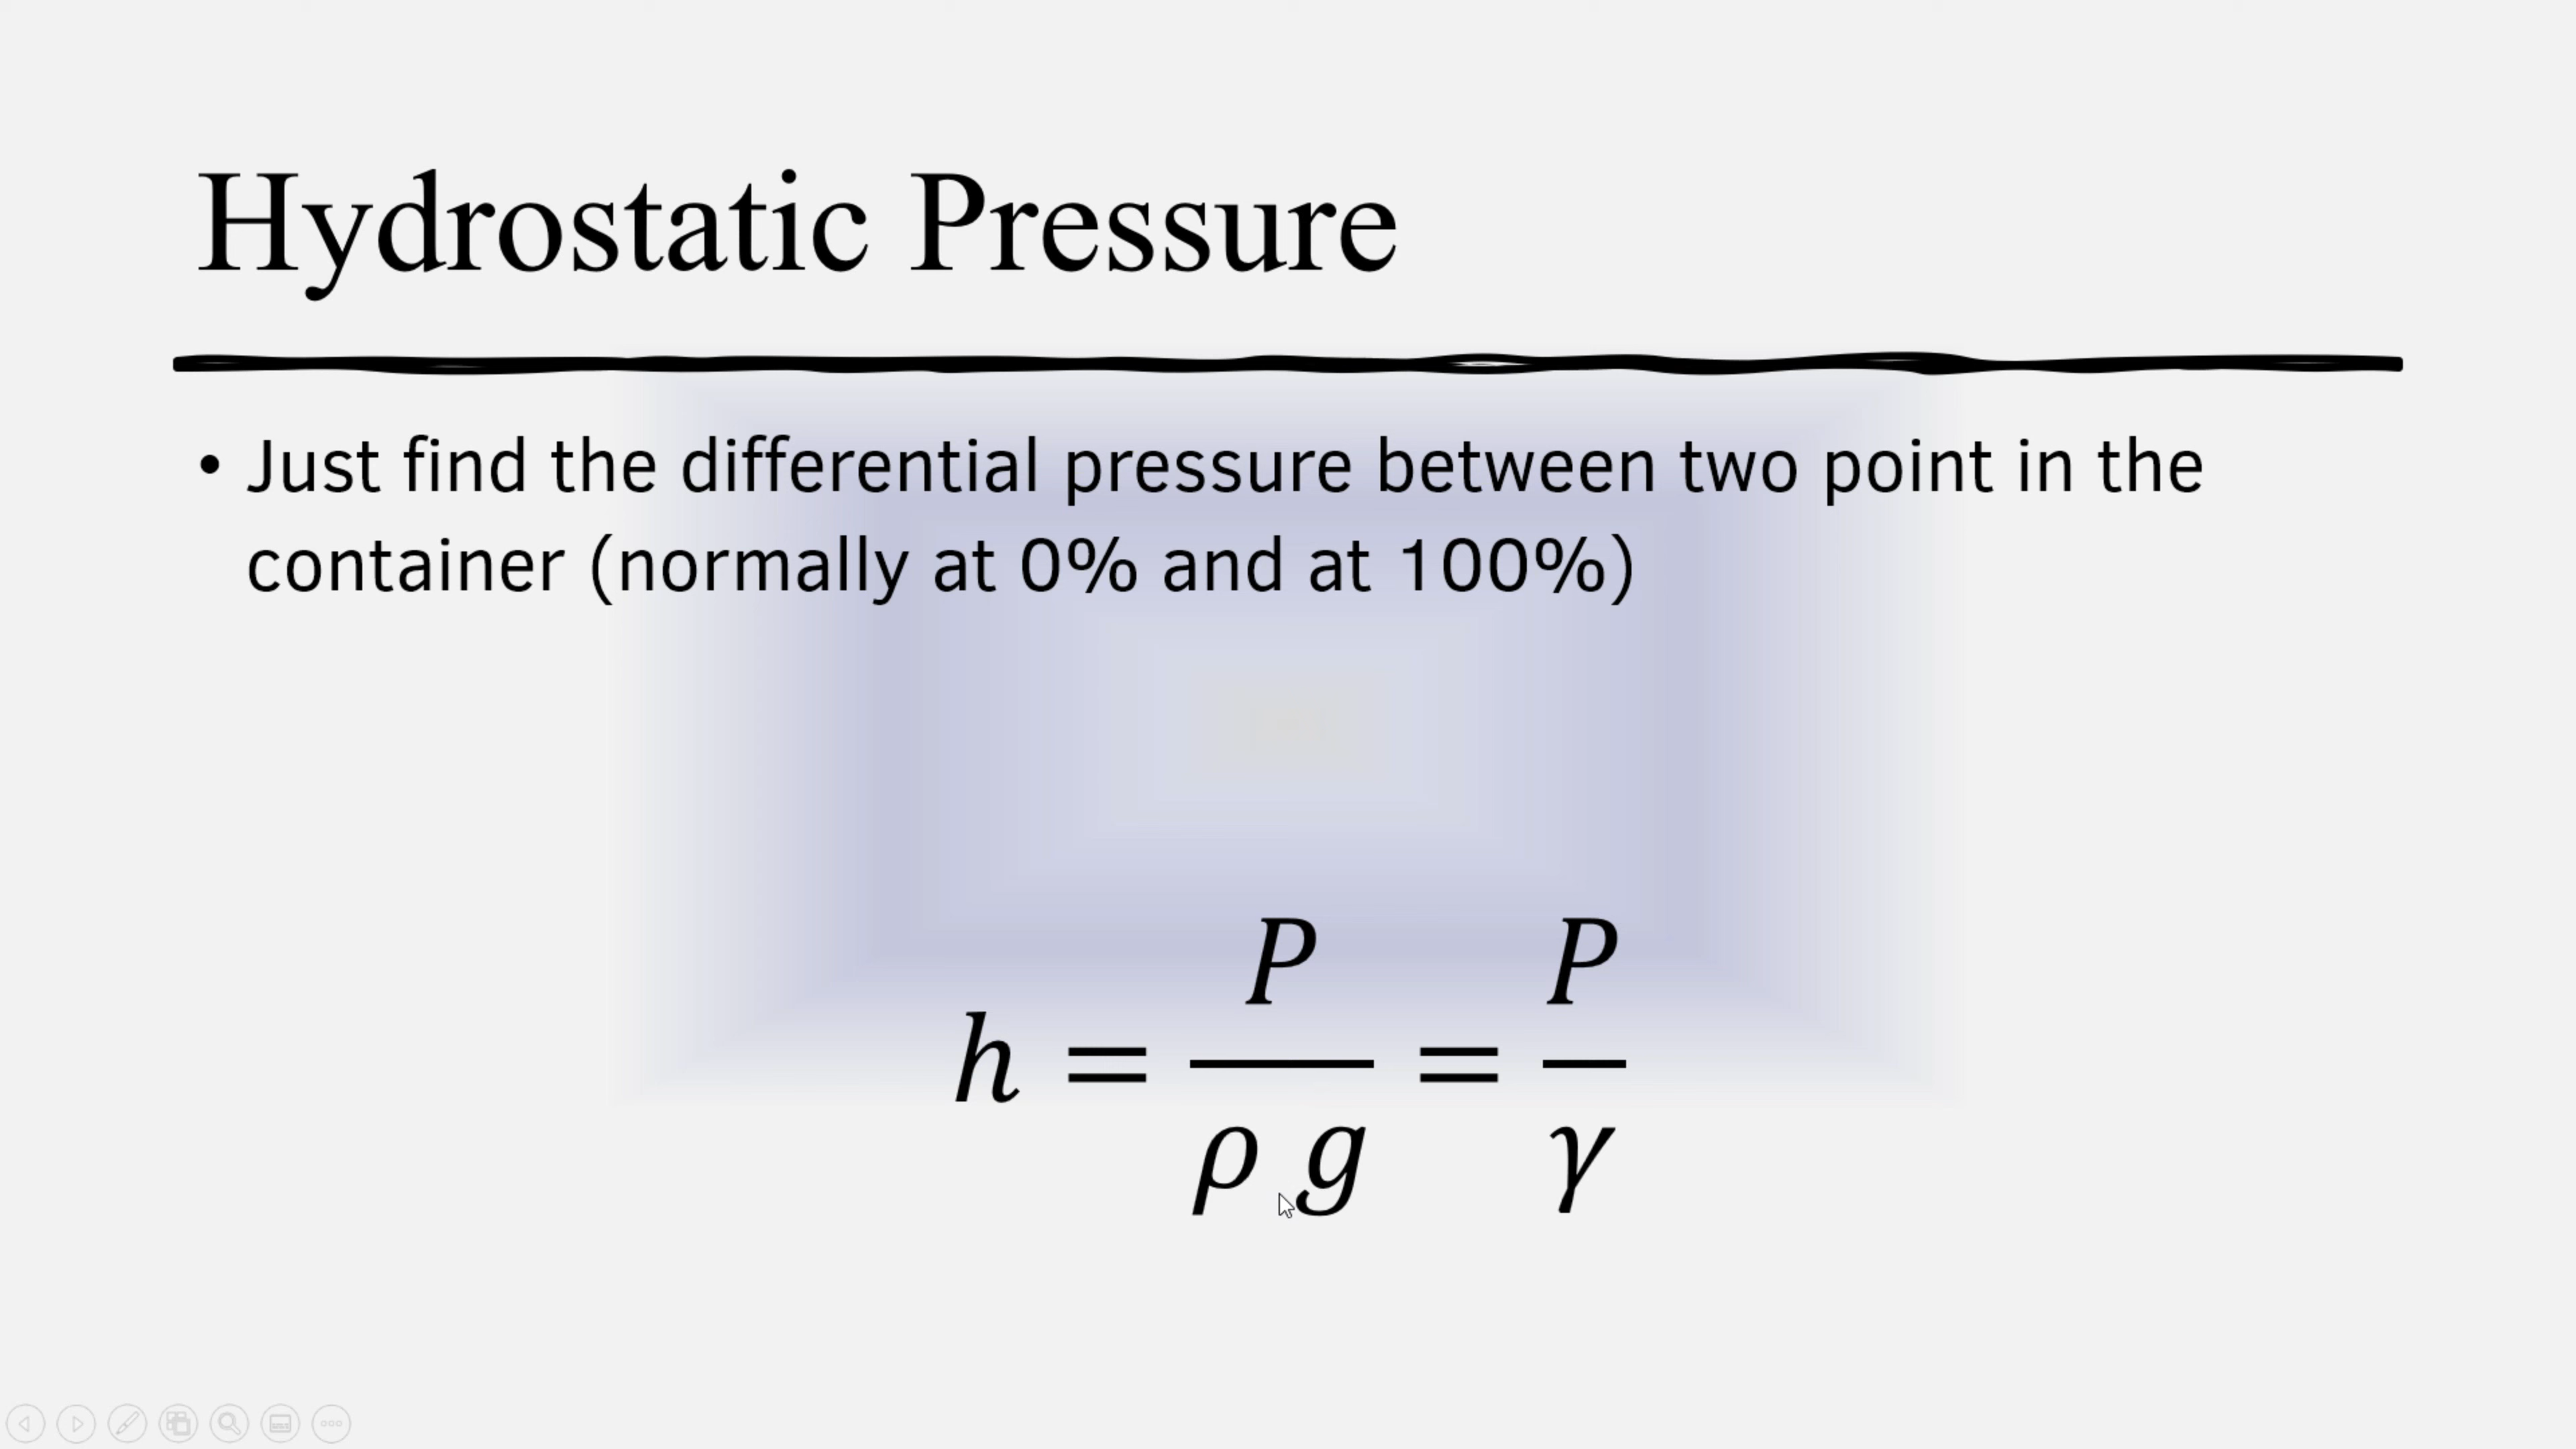 Hydrostatic Pressure
• Just find the differential pressure between two point in the
container (normally at 0% and at 100%)
h = P / ρ g = P / γ